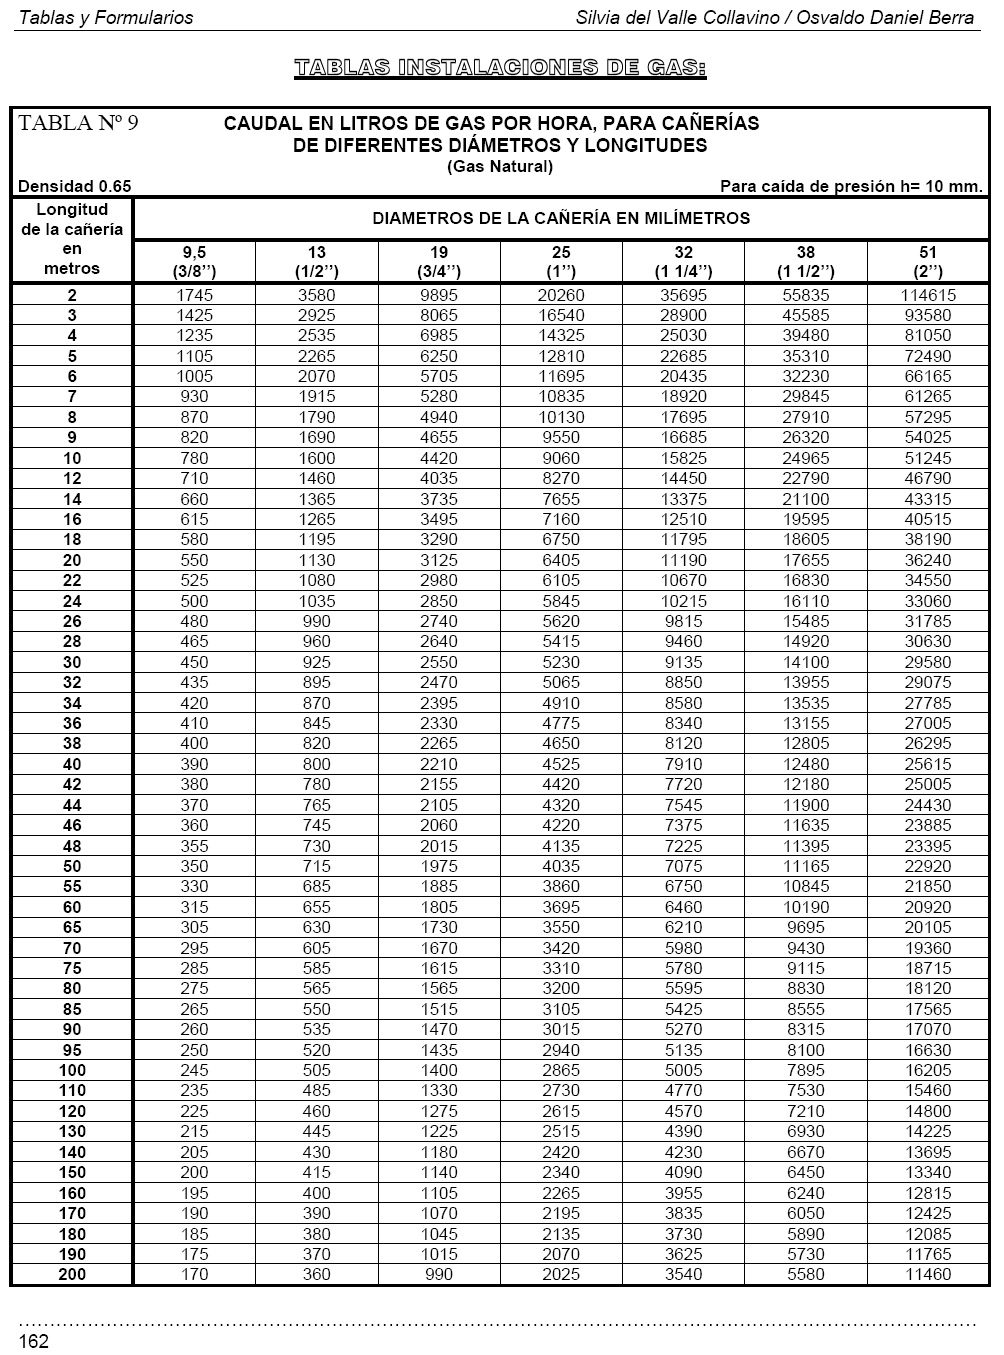 Tablas y Formularios Silvia del Valle Collavino / Osvaldo Daniel Berra
TABLAS INSTALACIONES DE GAS:
TABLA Nº 9 CAUDAL EN LITROS DE GAS POR HORA, PARA CAÑERÍAS
DE DIFERENTES DIÁMETROS Y LONGITUDES
(Gas Natural)
Densidad 0.65 Para caída de presión h= 10 mm.
Longitud
de la cañería
en
metros
DIAMETROS DE LA CAÑERÍA EN MILÍMETROS
9,5 13 19 25 32 38 51
(3/8’’) (1/2’’) (3/4’’) (1’’) (1 1/4’’) (1 1/2’’) (2’’)
2 1745 3580 9895 20260 35695 55835 114615
3 1425 2925 8065 16540 28900 45585 93580
4 1235 2535 6985 14325 25030 39480 81050
5 1105 2265 6250 12810 22685 35310 72490
6 1005 2070 5705 11695 20435 32230 66165
7 930 1915 5280 10835 18920 29845 61265
8 870 1790 4940 10130 17695 27910 57295
9 820 1690 4655 9550 16685 26320 54025
10 780 1600 4420 9060 15825 24965 51245
12 710 1460 4035 8270 14450 22790 46790
14 660 1365 3735 7655 13375 21100 43315
16 615 1265 3495 7160 12510 19595 40515
18 580 1195 3290 6750 11795 18605 38190
20 550 1130 3125 6405 11190 17655 36240
22 525 1080 2980 6105 10670 16830 34550
24 500 1035 2850 5845 10215 16110 33060
26 480 990 2740 5620 9815 15485 31785
28 465 960 2640 5415 9460 14920 30630
30 450 925 2550 5230 9135 14100 29580
32 435 895 2470 5065 8850 13955 29075
34 420 870 2395 4910 8580 13535 27785
36 410 845 2330 4775 8340 13155 27005
38 400 820 2265 4650 8120 12805 26295
40 390 800 2210 4525 7910 12480 25615
42 380 780 2155 4420 7720 12180 25005
44 370 765 2105 4320 7545 11900 24430
46 360 745 2060 4220 7375 11635 23885
48 355 730 2015 4135 7225 11395 23395
50 350 715 1975 4035 7075 11165 22920
55 330 685 1885 3860 6750 10845 21850
60 315 655 1805 3695 6460 10190 20920
65 305 630 1730 3550 6210 9695 20105
70 295 605 1670 3420 5980 9430 19360
75 285 585 1615 3310 5780 9115 18715
80 275 565 1565 3200 5595 8830 18120
85 265 550 1515 3105 5425 8555 17565
90 260 535 1470 3015 5270 8315 17070
95 250 520 1435 2940 5135 8100 16630
100 245 505 1400 2865 5005 7895 16205
110 235 485 1330 2730 4770 7530 15460
120 225 460 1275 2615 4570 7210 14800
130 215 445 1225 2515 4390 6930 14225
140 205 430 1180 2420 4230 6670 13695
150 200 415 1140 2340 4090 6450 13340
160 195 400 1105 2265 3955 6240 12815
170 190 390 1070 2195 3835 6050 12425
180 185 380 1045 2135 3730 5890 12085
190 175 370 1015 2070 3625 5730 11765
200 170 360 990 2025 3540 5580 11460
162